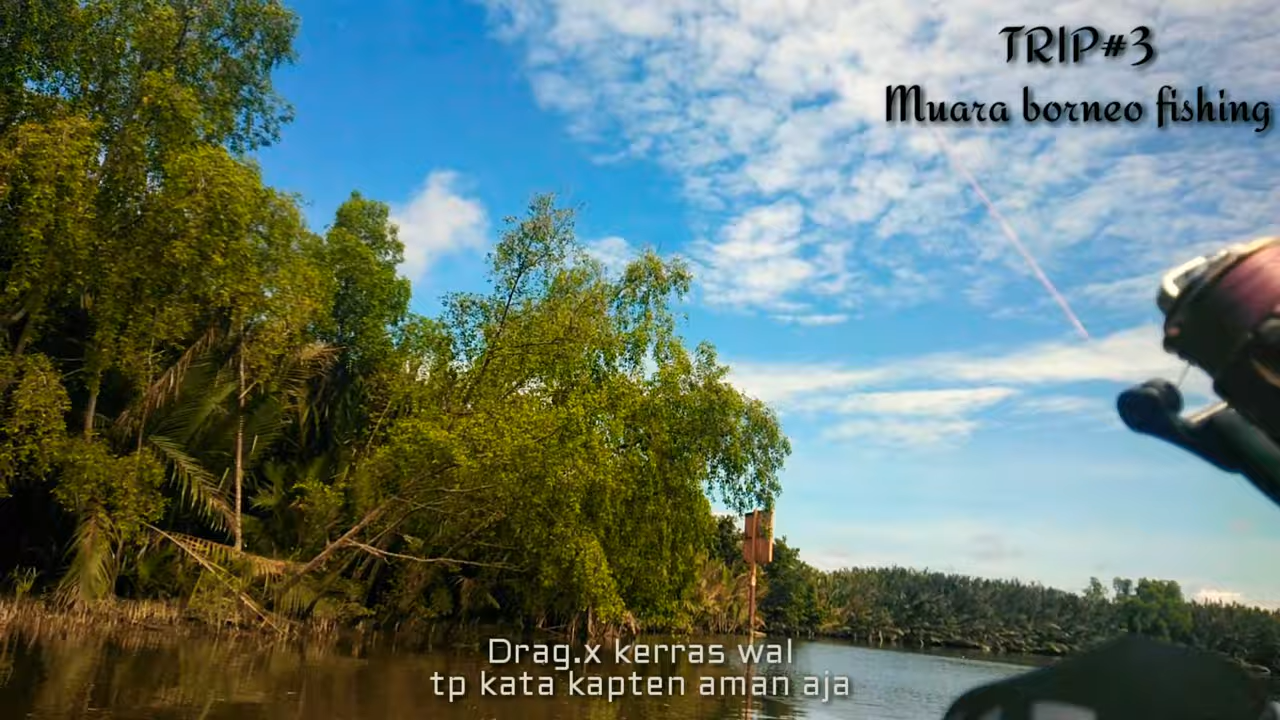 TRIP#3
Muara borneo fishing
Drag.x kerras wal
tp kata kapten aman aja